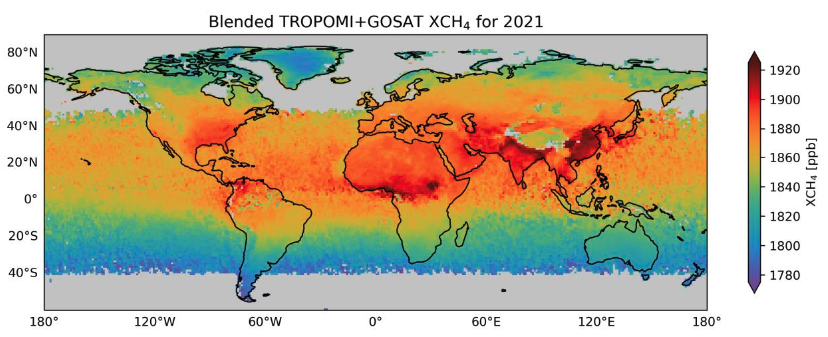 Blended TROPOMI+GOSAT XCH₄ for 2021
80°N
60°N
40°N
20°N
0°
20°S
40°S
180°
120°W
60°W
0°
60°E
120°E
180°
1920
1900
1880
1860
1840
1820
1800
1780
XCH₄ [ppb]